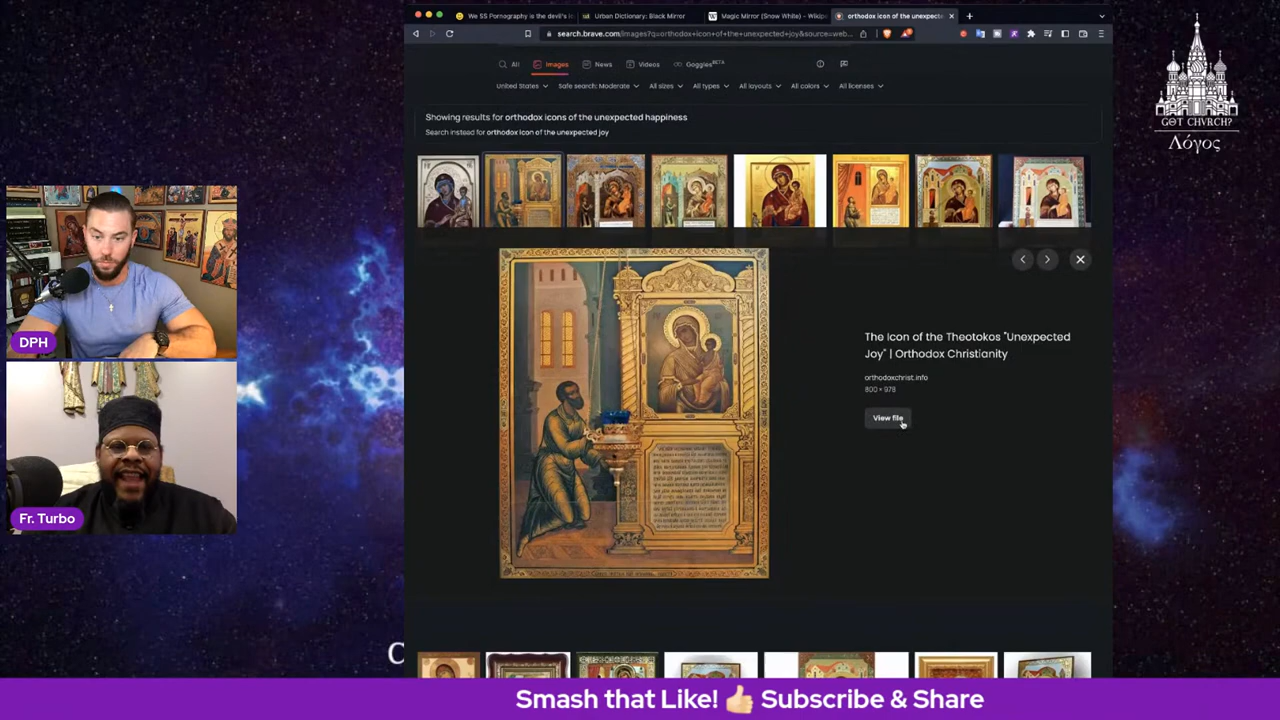 We SS Pornography is the devil's i
Urban Dictionary: Black Mirror
Magic Mirror (Snow White) - Wikip
orthodox icon of the unexpecte
search.brave.com/images?q=orthodox+icon+of+the+unexpected+joy&source=web...
All
Images
News
Videos
Goggles BETA
United States
Safe search: Moderate
All sizes
All types
All layouts
All colors
All licenses
Showing results for orthodox icons of the unexpected happiness
Search instead for orthodox icon of the unexpected joy
GOT CHVRCH?
Λόγος
DPH
Fr. Turbo
The Icon of the Theotokos "Unexpected
Joy" | Orthodox Christianity
orthodoxchrist.info
800 × 978
View file
Smash that Like! 👍🏻 Subscribe & Share